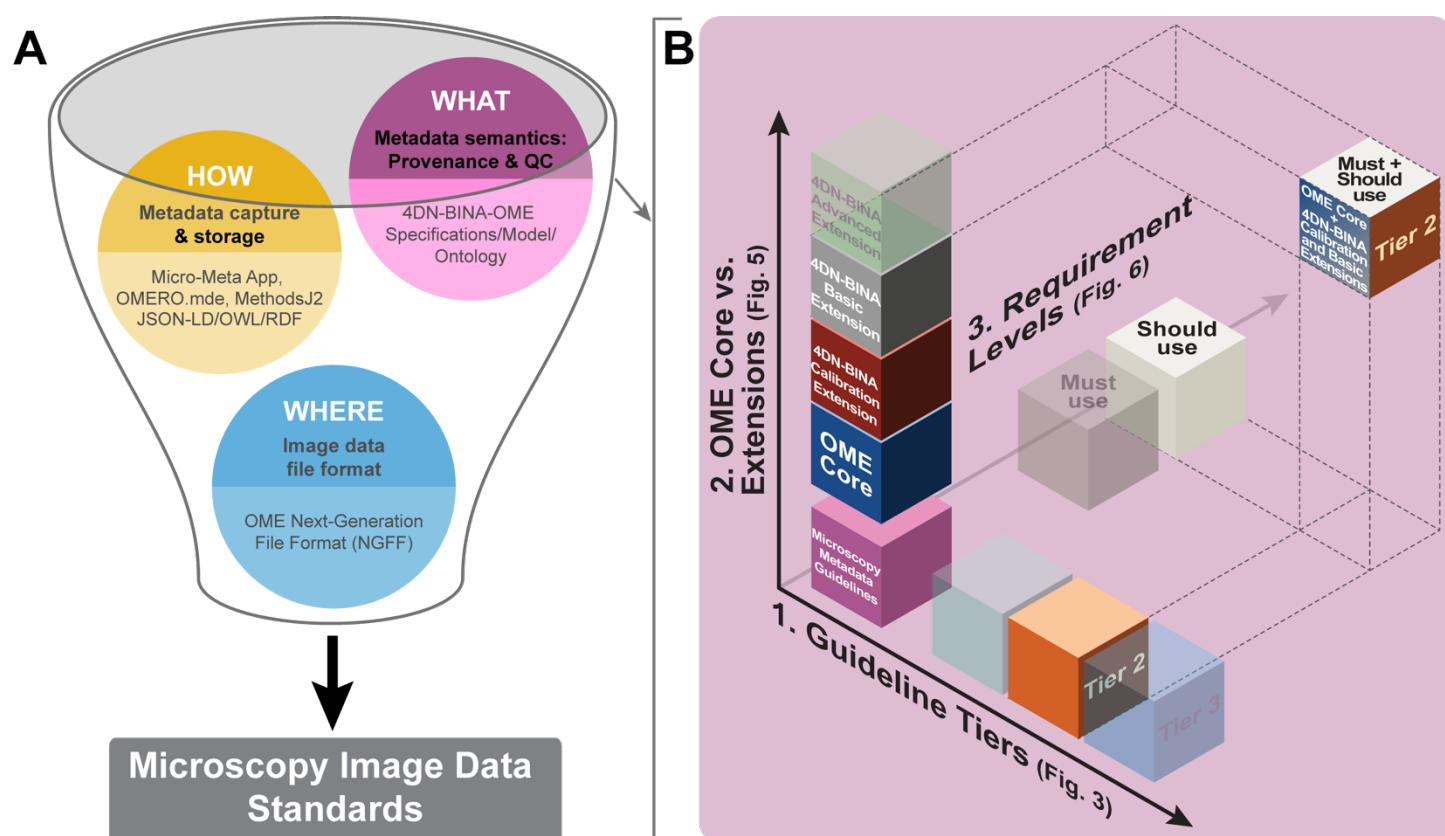 A
WHAT
Metadata semantics:
Provenance & QC
4DN-BINA-OME
Specifications/Model/
Ontology
HOW
Metadata capture
& storage
Micro-Meta App,
OMERO.mde, MethodsJ2
JSON-LD/OWL/RDF
WHERE
Image data
file format
OME Next-Generation
File Format (NGFF)
Microscopy Image Data
Standards
B
2. OME Core vs.
Extensions (Fig. 5)
4DN-BINA
Advanced
Extension
4DN-BINA
Basic
Extension
4DN-BINA
Calibration
Extension
OME
Core
Microscopy
Metadata
Guidelines
3. Requirement
Levels (Fig. 6)
Must
use
Should
use
Must +
Should
use
OME Core
+
4DN-BINA
Calibration
and Basic
Extensions
Tier 2
1. Guideline Tiers (Fig. 3)
Tier 2
Tier 3